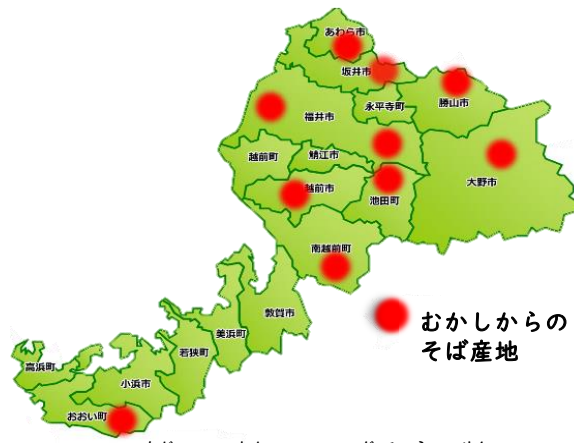 あわら市
坂井市
永平寺町
勝山市
福井市
越前町
鯖江市
大野市
越前市
池田町
南越前町
敦賀市
美浜町
若狭町
高浜町
小浜市
おおい町
むかしからの
そば産地